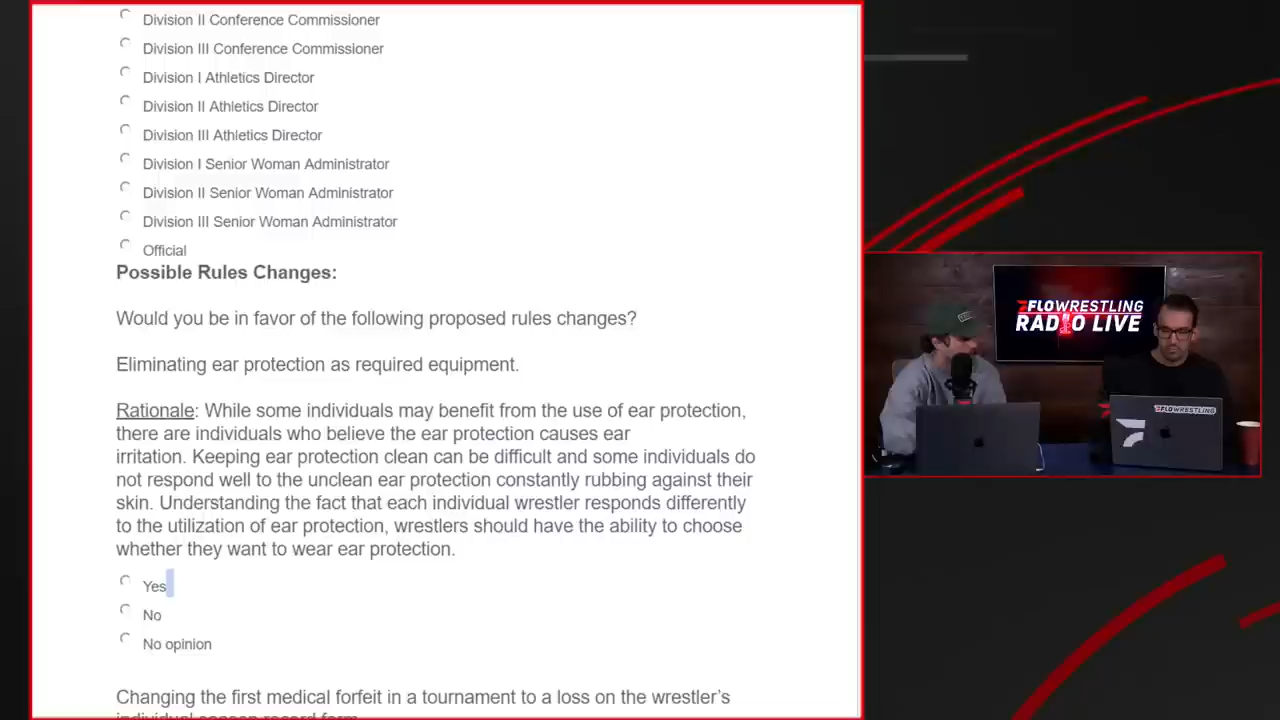 Division II Conference Commissioner
Division III Conference Commissioner
Division I Athletics Director
Division II Athletics Director
Division III Athletics Director
Division I Senior Woman Administrator
Division II Senior Woman Administrator
Division III Senior Woman Administrator
Official
Possible Rules Changes:
Would you be in favor of the following proposed rules changes?
Eliminating ear protection as required equipment.
Rationale: While some individuals may benefit from the use of ear protection,
there are individuals who believe the ear protection causes ear
irritation. Keeping ear protection clean can be difficult and some individuals do
not respond well to the unclean ear protection constantly rubbing against their
skin. Understanding the fact that each individual wrestler responds differently
to the utilization of ear protection, wrestlers should have the ability to choose
whether they want to wear ear protection.
Yes
No
No opinion
Changing the first medical forfeit in a tournament to a loss on the wrestler's
individual season record form
FLOWRESTLING
RADIO LIVE
FLOWRESTLING